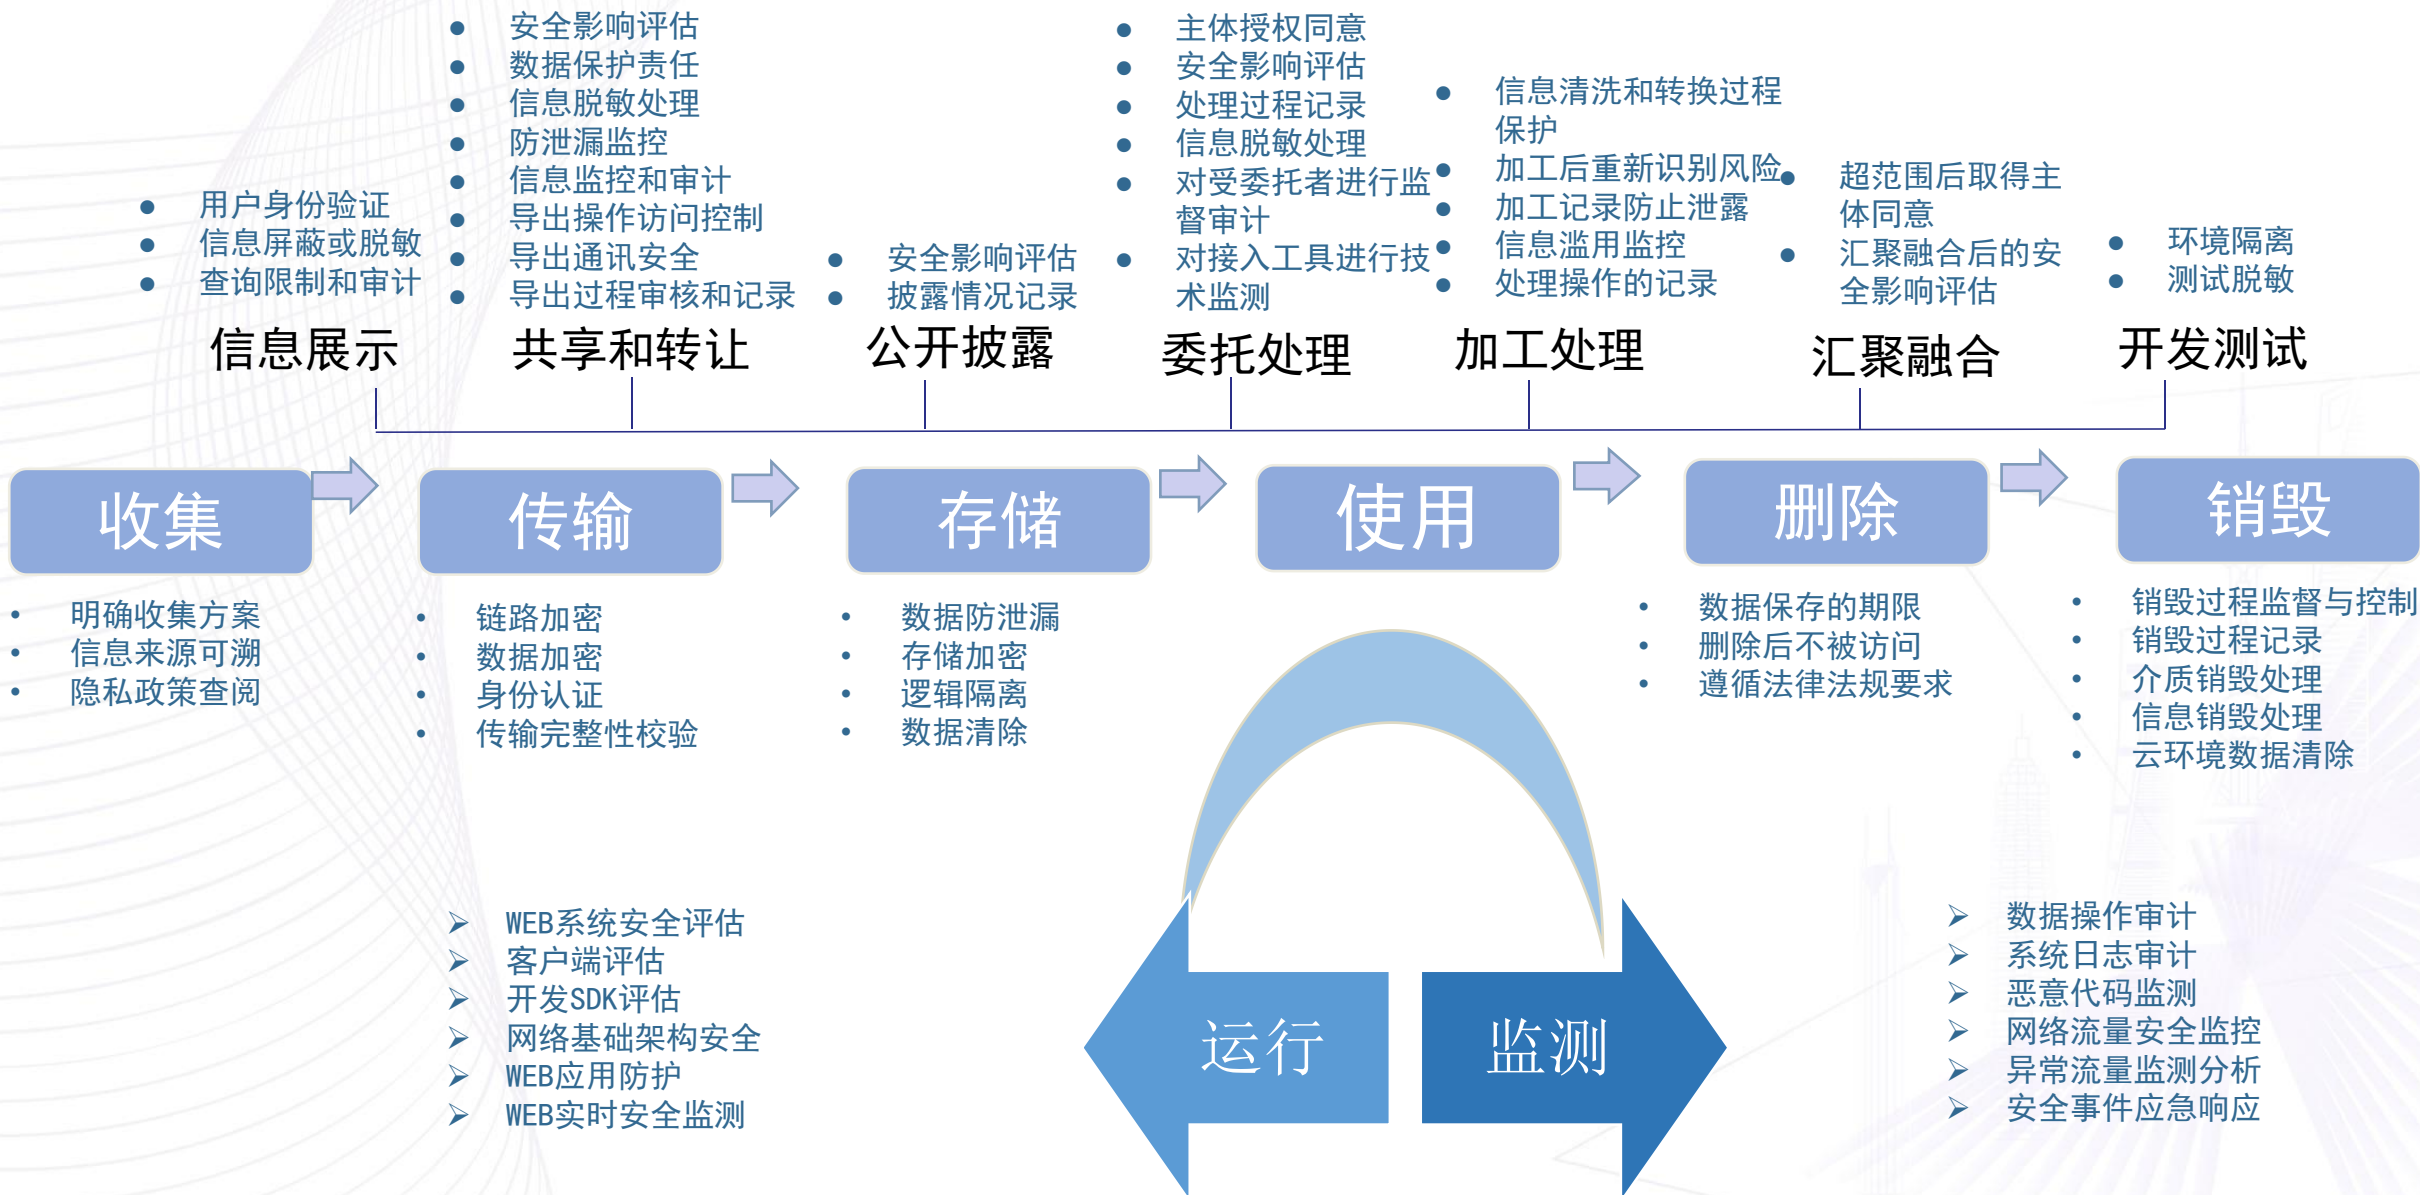 安全影响评估
数据保护责任
信息脱敏处理
防泄漏监控
信息监控和审计
导出操作访问控制
导出通讯安全
导出过程审核和记录
主体授权同意
安全影响评估
处理过程记录
信息脱敏处理
对受委托者进行监
督审计
对接入工具进行技
术监测
信息清洗和转换过程
保护
加工后重新识别风险
加工记录防止泄露
信息滥用监控
处理操作的记录
超范围后取得主
体同意
汇聚融合后的安
全影响评估
用户身份验证
信息屏蔽或脱敏
查询限制和审计
安全影响评估
披露情况记录
环境隔离
测试脱敏
信息展示
共享和转让
公开披露
委托处理
加工处理
汇聚融合
开发测试
收集
传输
存储
使用
删除
销毁
明确收集方案
信息来源可溯
隐私政策查阅
链路加密
数据加密
身份认证
传输完整性校验
数据防泄漏
存储加密
逻辑隔离
数据清除
数据保存的期限
删除后不被访问
遵循法律法规要求
销毁过程监督与控制
销毁过程记录
介质销毁处理
信息销毁处理
云环境数据清除
WEB系统安全评估
客户端评估
开发SDK评估
网络基础架构安全
WEB应用防护
WEB实时安全监测
运行
监测
数据操作审计
系统日志审计
恶意代码监测
网络流量安全监控
异常流量监测分析
安全事件应急响应